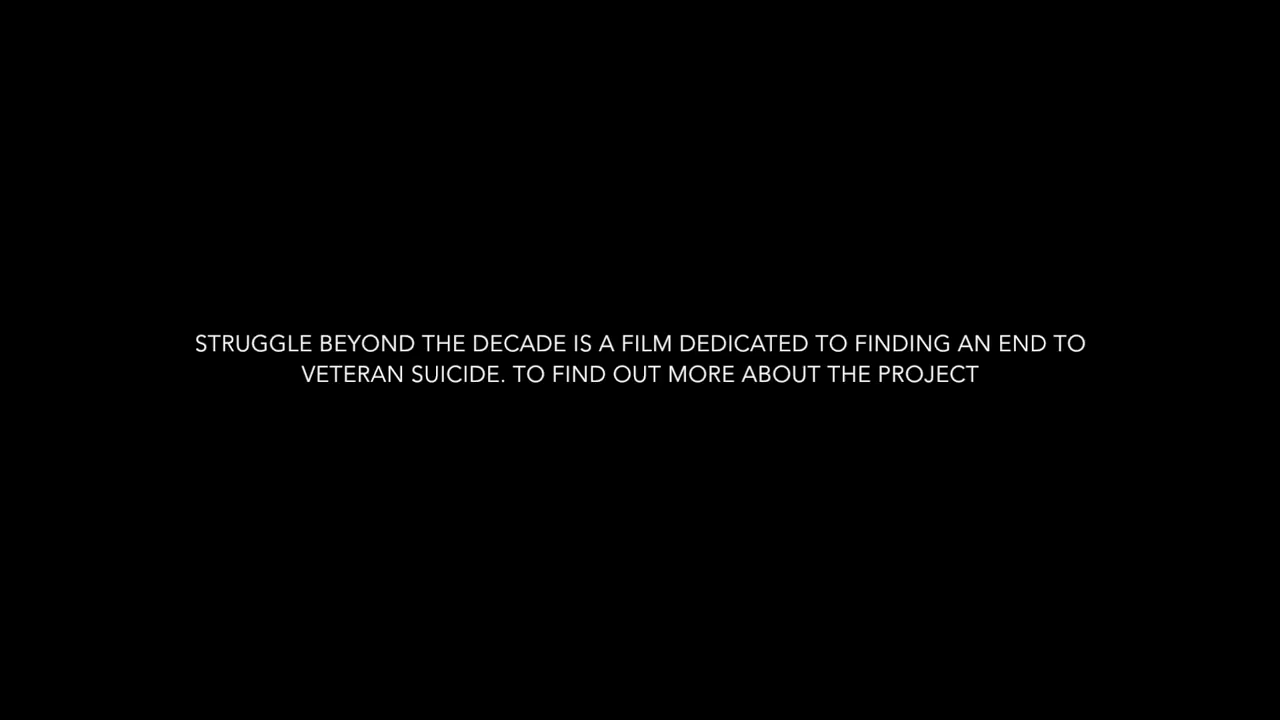 STRUGGLE BEYOND THE DECADE IS A FILM DEDICATED TO FINDING AN END TO
VETERAN SUICIDE. TO FIND OUT MORE ABOUT THE PROJECT